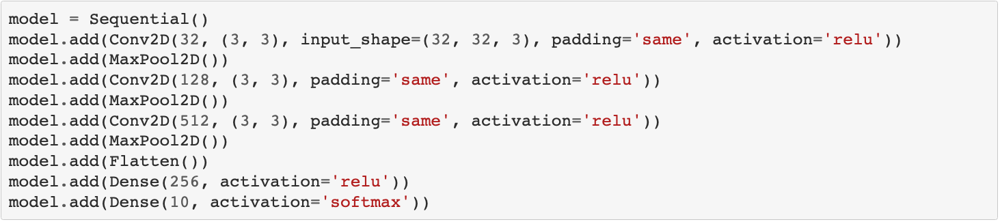 model = Sequential()
model.add(Conv2D(32, (3, 3), input_shape=(32, 32, 3), padding='same', activation='relu'))
model.add(MaxPool2D())
model.add(Conv2D(128, (3, 3), padding='same', activation='relu'))
model.add(MaxPool2D())
model.add(Conv2D(512, (3, 3), padding='same', activation='relu'))
model.add(MaxPool2D())
model.add(Flatten())
model.add(Dense(256, activation='relu'))
model.add(Dense(10, activation='softmax'))